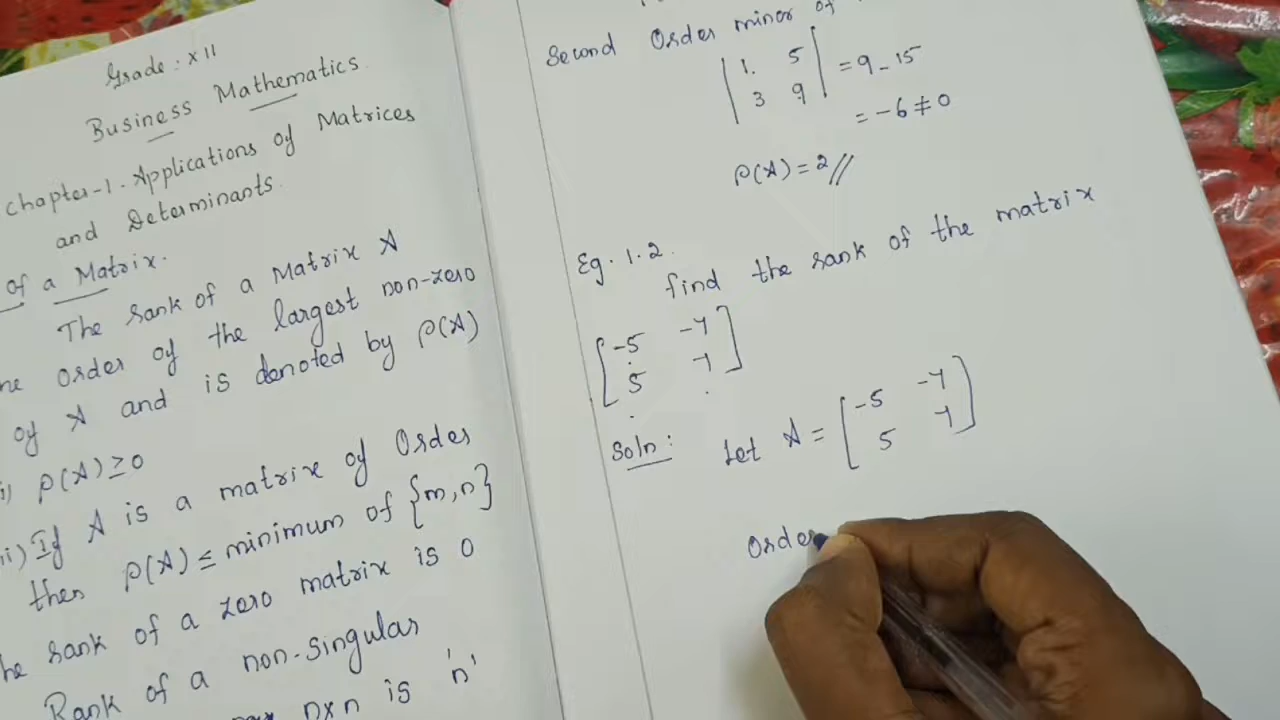 Grade : XII
Business Mathematics
Chapter-1. Applications of Matrices
and Determinants.
of a Matrix.
The rank of a Matrix A
the order of the largest non-zero
of A and is denoted by ρ(A)
i) ρ(A) ≥ 0
ii) If A is a matrix of Order
then ρ(A) ≤ minimum of {m,n}
The rank of a zero matrix is 0
Rank of a non-singular
n×n is 'n'
Second Order minor of
| 1. 5 | = 9 - 15
| 3 9 |
= -6 ≠ 0
ρ(A) = 2//
Eg. 1.2.
find the rank of the matrix
[ -5 -7 ]
[ 5 7 ]
Soln: Let A = [ -5 -7 ]
[ 5 7 ]
Order